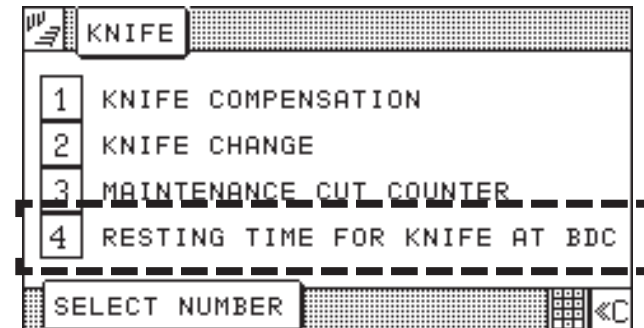 KNIFE
1 KNIFE COMPENSATION
2 KNIFE CHANGE
3 MAINTENANCE CUT COUNTER
4 RESTING TIME FOR KNIFE AT BDC
SELECT NUMBER «C